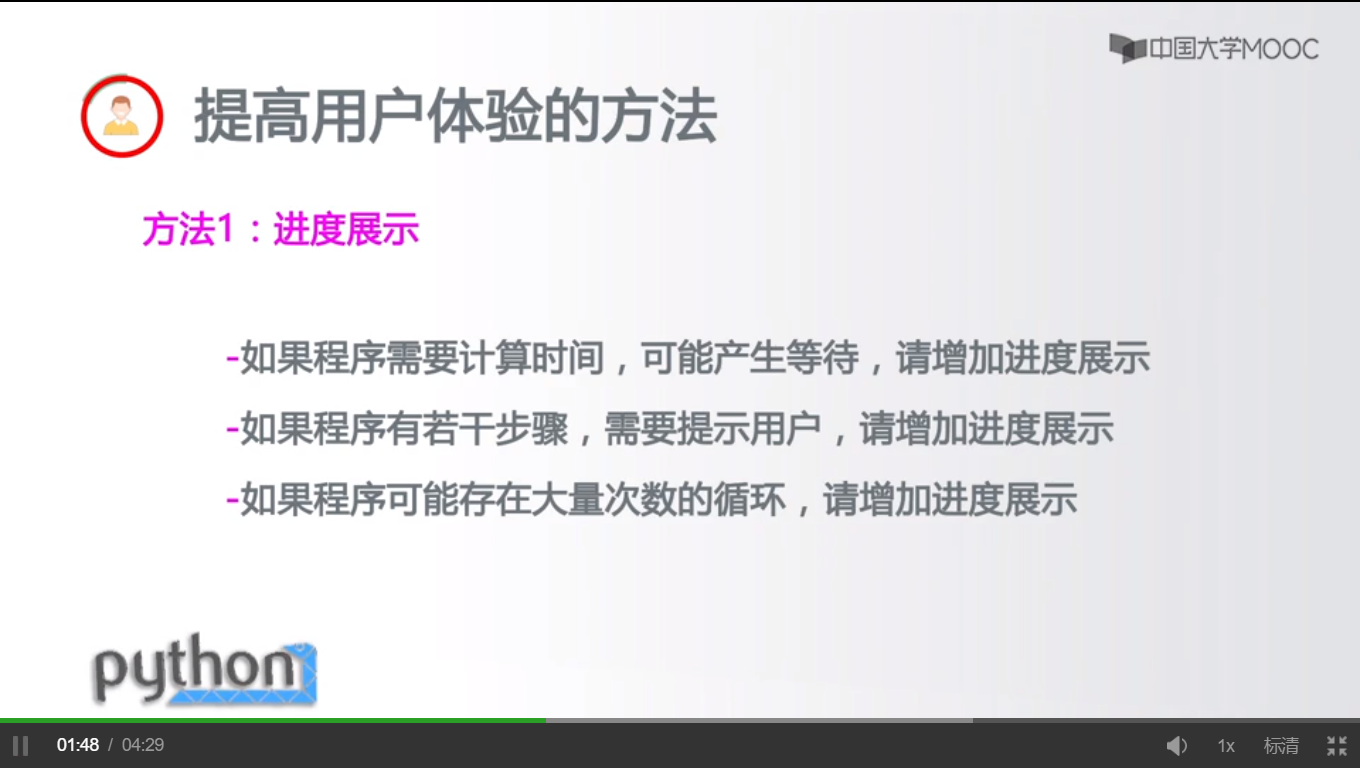 中国大学MOOC
提高用户体验的方法
方法1：进度展示
-如果程序需要计算时间，可能产生等待，请增加进度展示
-如果程序有若干步骤，需要提示用户，请增加进度展示
-如果程序可能存在大量次数的循环，请增加进度展示
python
01:48 / 04:29 1x 标清